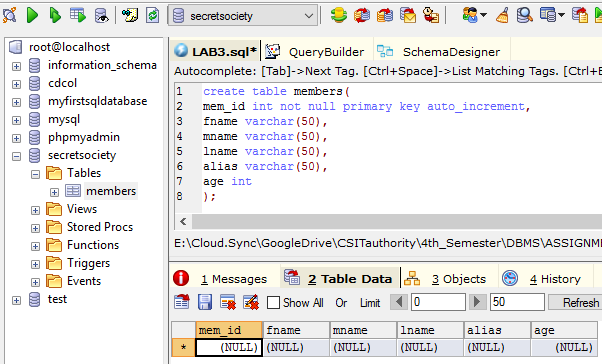 secretsociety
root@localhost
information_schema
cdcol
myfirstsqldatabase
mysql
phpmyadmin
secretsociety
Tables
members
Views
Stored Procs
Functions
Triggers
Events
test
LAB3.sql* QueryBuilder SchemaDesigner
Autocomplete: [Tab]->Next Tag. [Ctrl+Space]->List Matching Tags. [Ctrl+E
1 create table members(
2 mem_id int not null primary key auto_increment,
3 fname varchar(50),
4 mname varchar(50),
5 lname varchar(50),
6 alias varchar(50),
7 age int
8 );
E:\Cloud.Sync\GoogleDrive\CSITauthority\4th_Semester\DBMS\ASSIGNM
1 Messages 2 Table Data 3 Objects 4 History
Show All Or Limit 0 50 Refresh
mem_id fname mname lname alias age
* (NULL) (NULL) (NULL) (NULL) (NULL) (NULL)